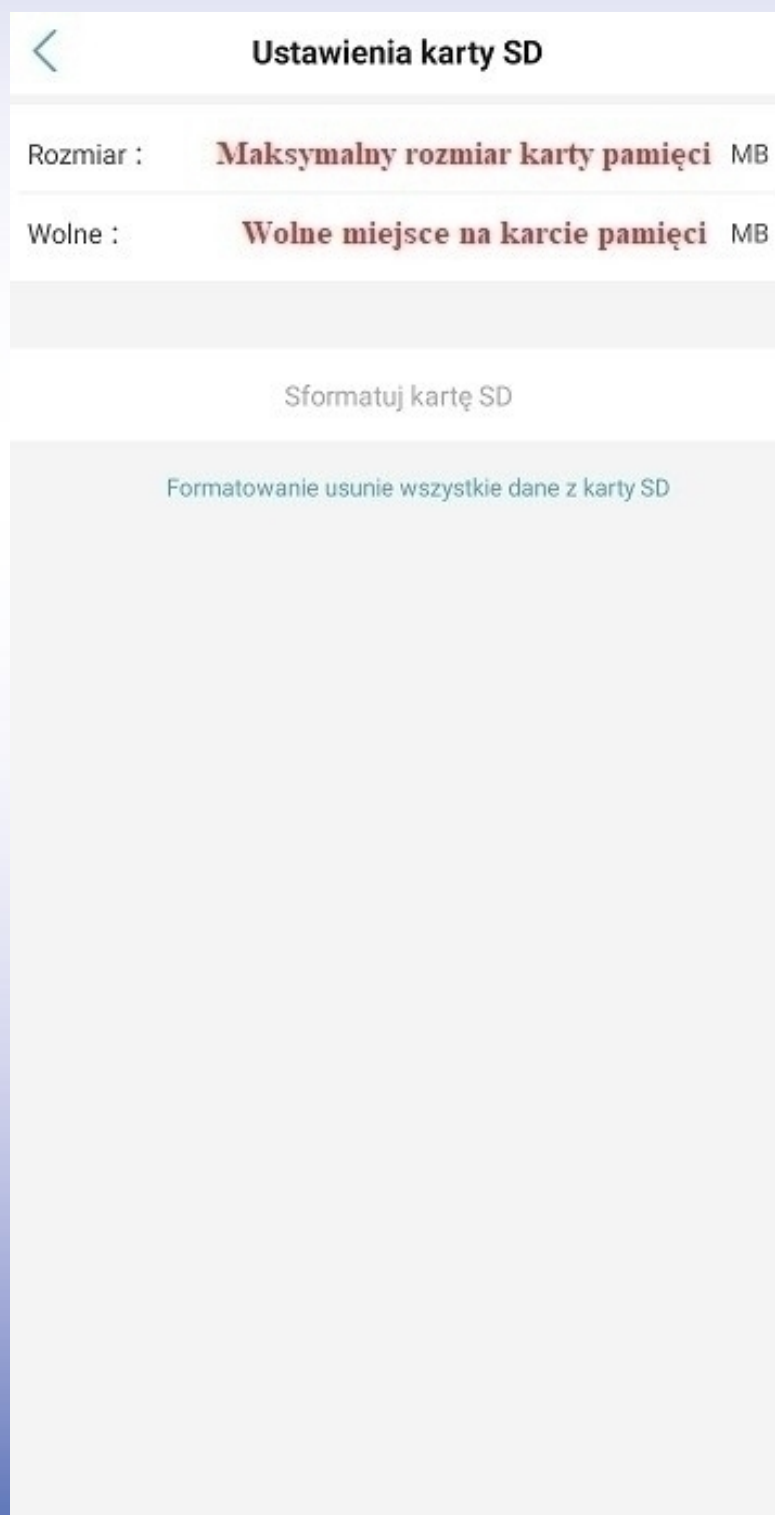 Ustawienia karty SD
Rozmiar : Maksymalny rozmiar karty pamięci MB
Wolne : Wolne miejsce na karcie pamięci MB
Sformatuj kartę SD
Formatowanie usunie wszystkie dane z karty SD